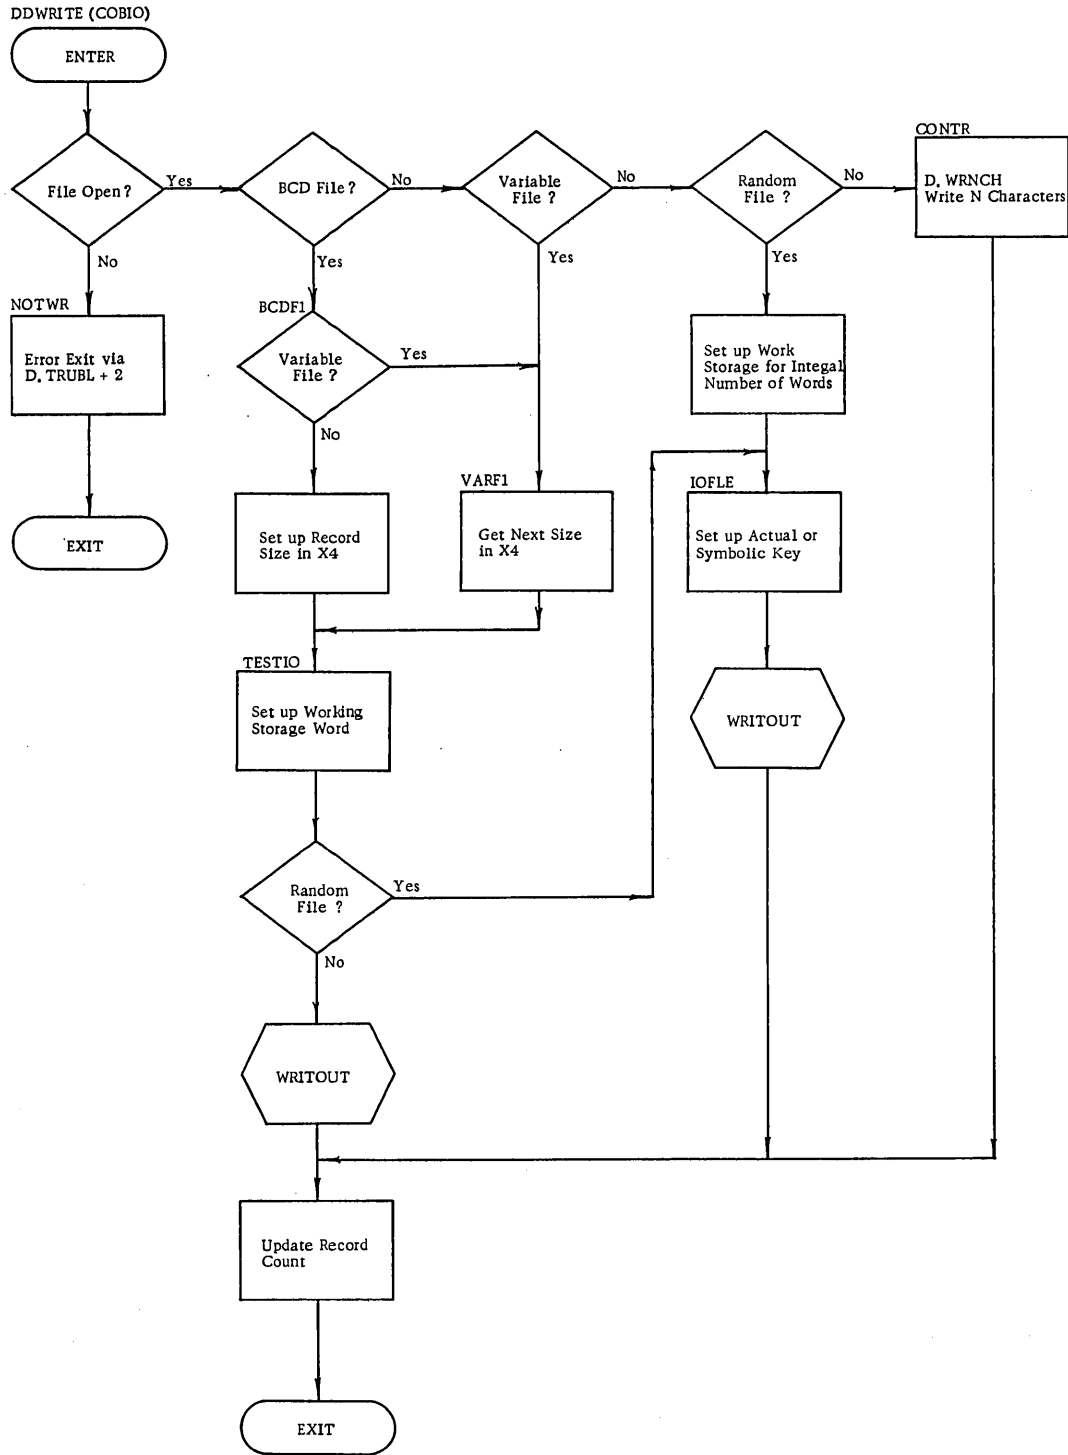 DDWRITE (COBIO)
ENTER
File Open ?
Yes
No
BCD File ?
No
Yes
Variable
File ?
No
Yes
Random
File ?
No
Yes
CONTR
D. WRNCH
Write N Characters
NOTWR
Error Exit via
D. TRUBL + 2
EXIT
BCDF1
Variable
File ?
Yes
No
Set up Work
Storage for Integal
Number of Words
Set up Record
Size in X4
VARF1
Get Next Size
in X4
IOFLE
Set up Actual or
Symbolic Key
TESTIO
Set up Working
Storage Word
WRITOUT
Random
File ?
Yes
No
WRITOUT
Update Record
Count
EXIT